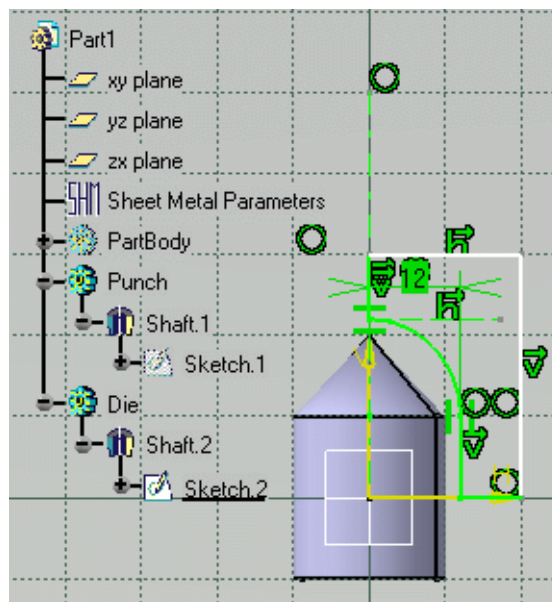 Part1
xy plane
yz plane
zx plane
SHM Sheet Metal Parameters
PartBody
Punch
Shaft.1
Sketch.1
Die
Shaft.2
Sketch.2
H
V 12
H
V
V